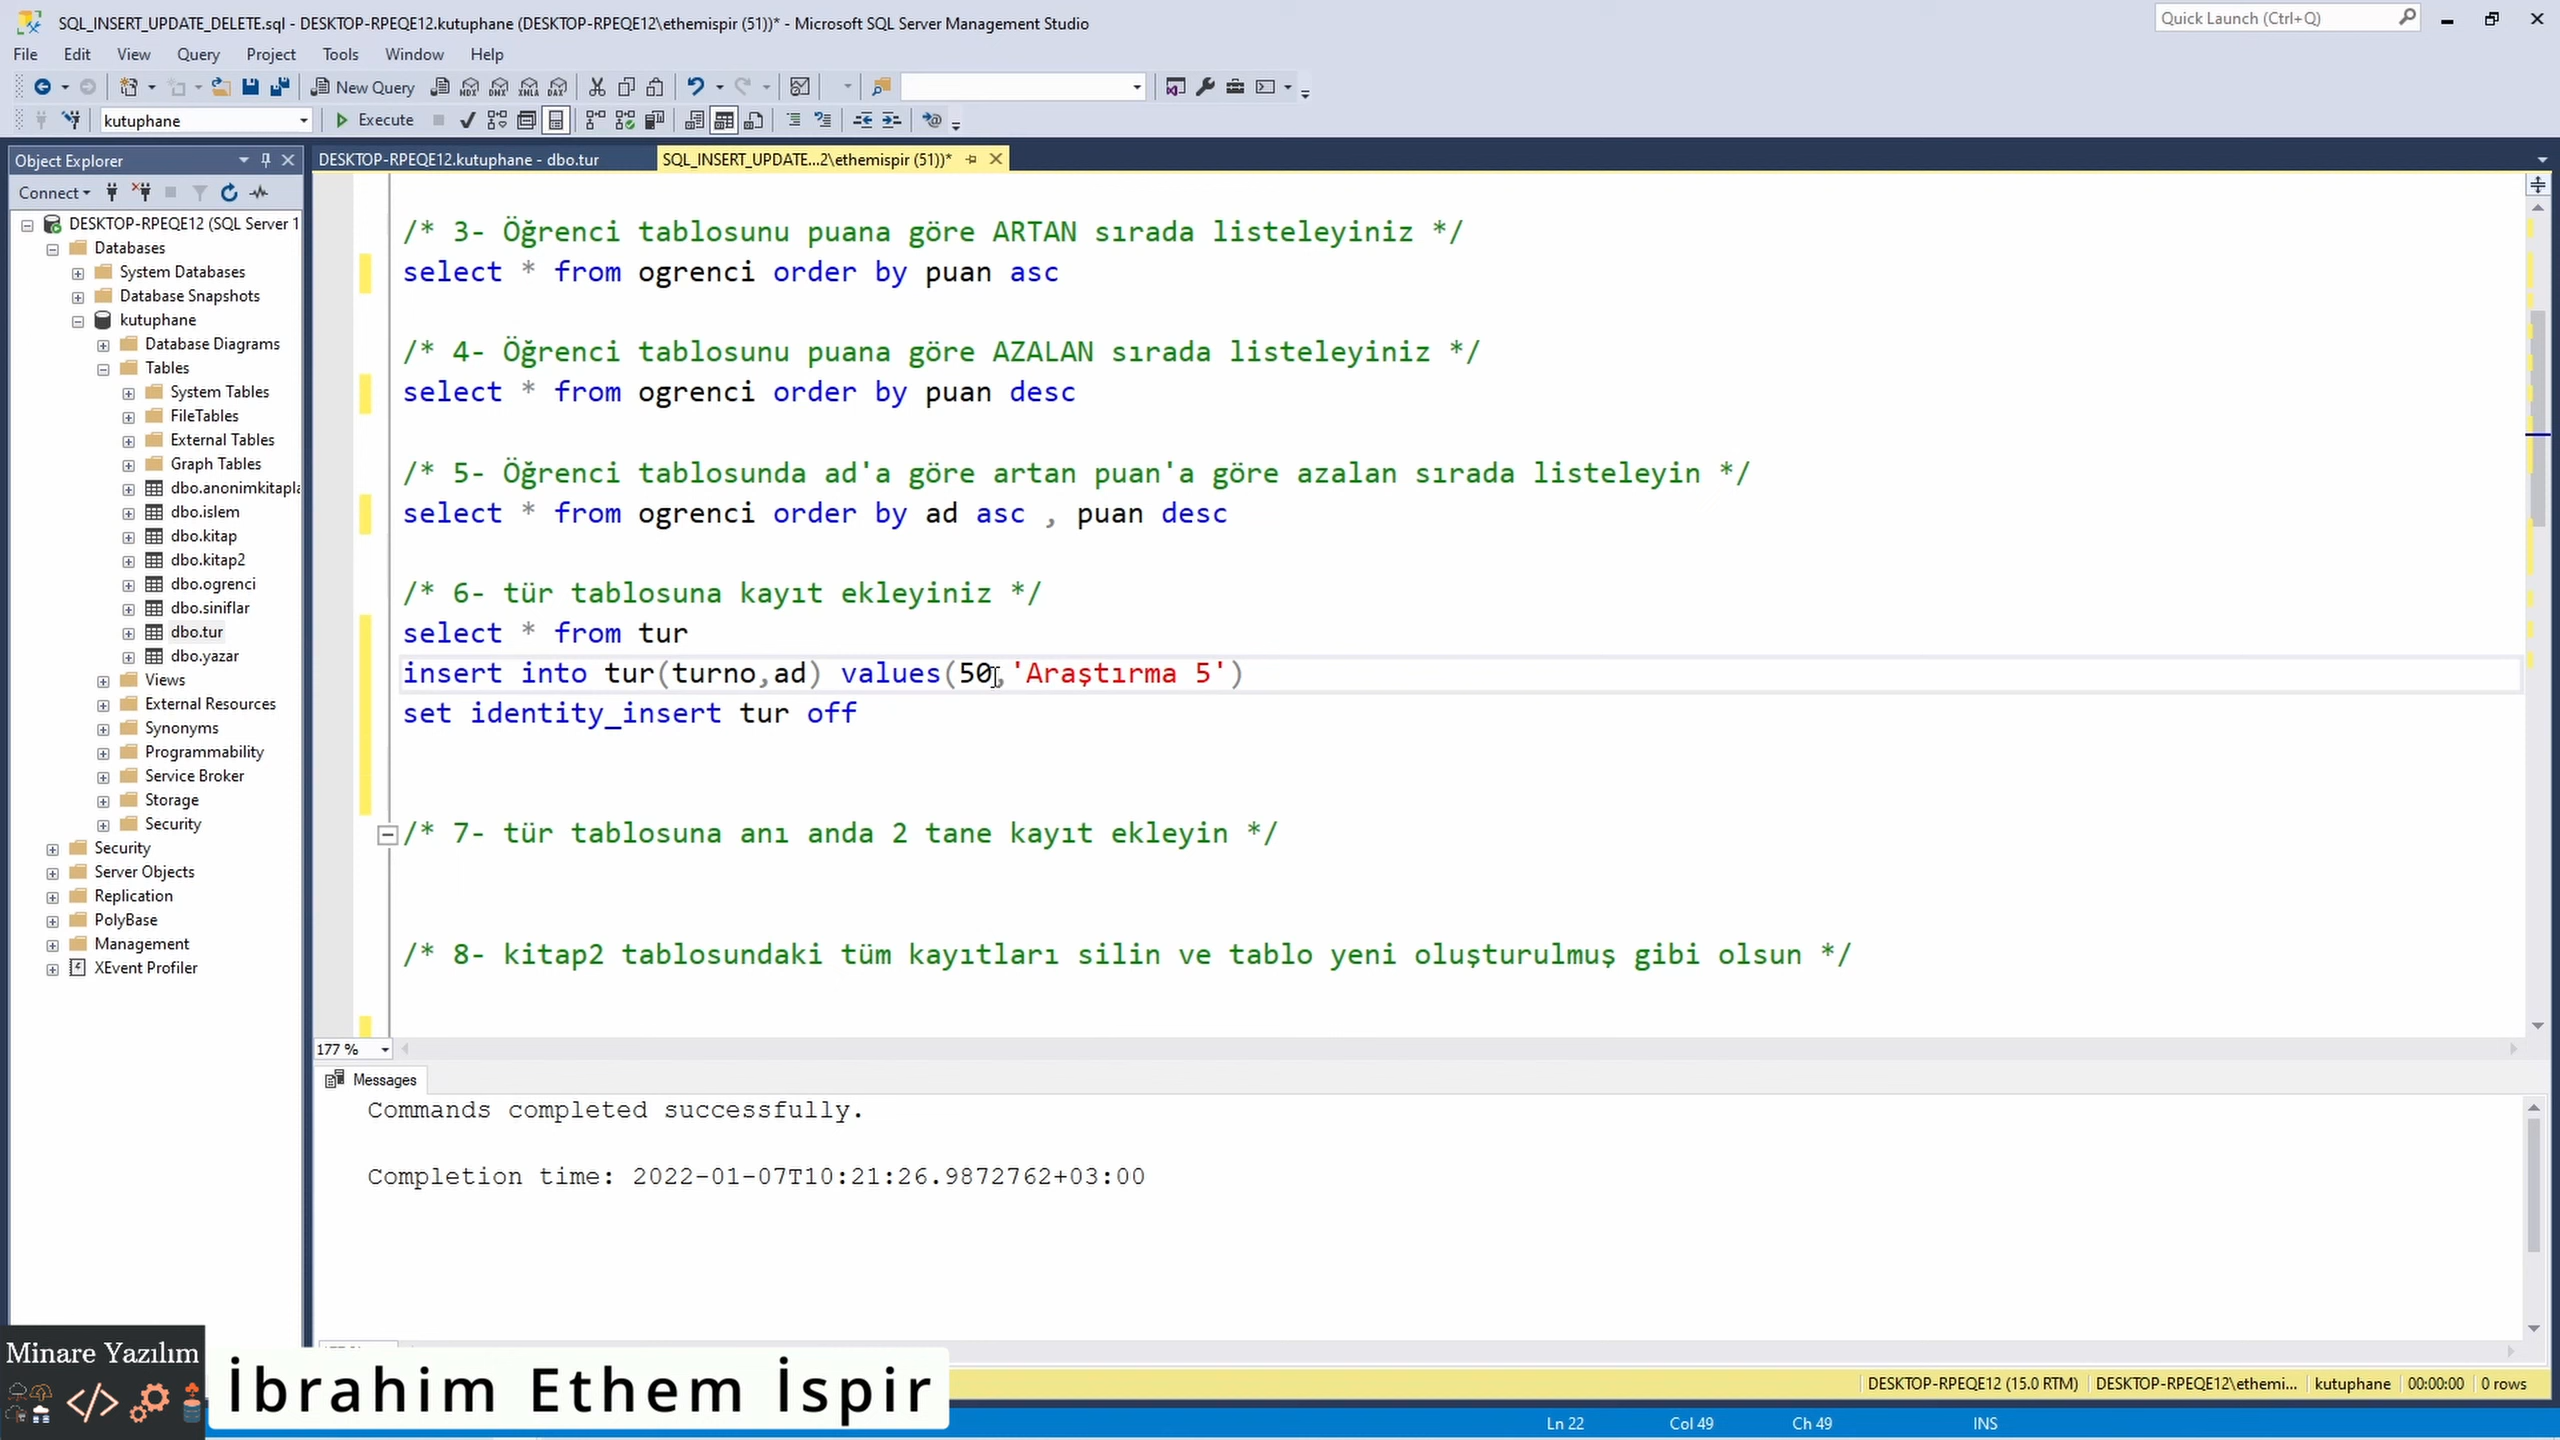 SQL_INSERT_UPDATE_DELETE.sql - DESKTOP-RPEQE12.kutuphane (DESKTOP-RPEQE12\ethemispir (51))* - Microsoft SQL Server Management Studio
Quick Launch (Ctrl+Q)
File Edit View Query Project Tools Window Help
New Query
MDX DMX XMLA DAX
kutuphane
Execute
Object Explorer
DESKTOP-RPEQE12.kutuphane - dbo.tur
SQL_INSERT_UPDATE...2\ethemispir (51))*
Connect
DESKTOP-RPEQE12 (SQL Server 1
Databases
System Databases
Database Snapshots
kutuphane
Database Diagrams
Tables
System Tables
FileTables
External Tables
Graph Tables
dbo.anonimkitapla
dbo.islem
dbo.kitap
dbo.kitap2
dbo.ogrenci
dbo.siniflar
dbo.tur
dbo.yazar
Views
External Resources
Synonyms
Programmability
Service Broker
Storage
Security
Security
Server Objects
Replication
PolyBase
Management
XEvent Profiler
/* 3- Öğrenci tablosunu puana göre ARTAN sırada listeleyiniz */
select * from ogrenci order by puan asc
/* 4- Öğrenci tablosunu puana göre AZALAN sırada listeleyiniz */
select * from ogrenci order by puan desc
/* 5- Öğrenci tablosunda ad'a göre artan puan'a göre azalan sırada listeleyin */
select * from ogrenci order by ad asc , puan desc
/* 6- tür tablosuna kayıt ekleyiniz */
select * from tur
insert into tur(turno,ad) values(50,'Araştırma 5')
set identity_insert tur off
/* 7- tür tablosuna anı anda 2 tane kayıt ekleyin */
/* 8- kitap2 tablosundaki tüm kayıtları silin ve tablo yeni oluşturulmuş gibi olsun */
177 %
Messages
Commands completed successfully.
Completion time: 2022-01-07T10:21:26.9872762+03:00
Minare Yazılım
İbrahim Ethem İspir
DESKTOP-RPEQE12 (15.0 RTM) DESKTOP-RPEQE12\ethemi... kutuphane 00:00:00 0 rows
Ln 22 Col 49 Ch 49 INS